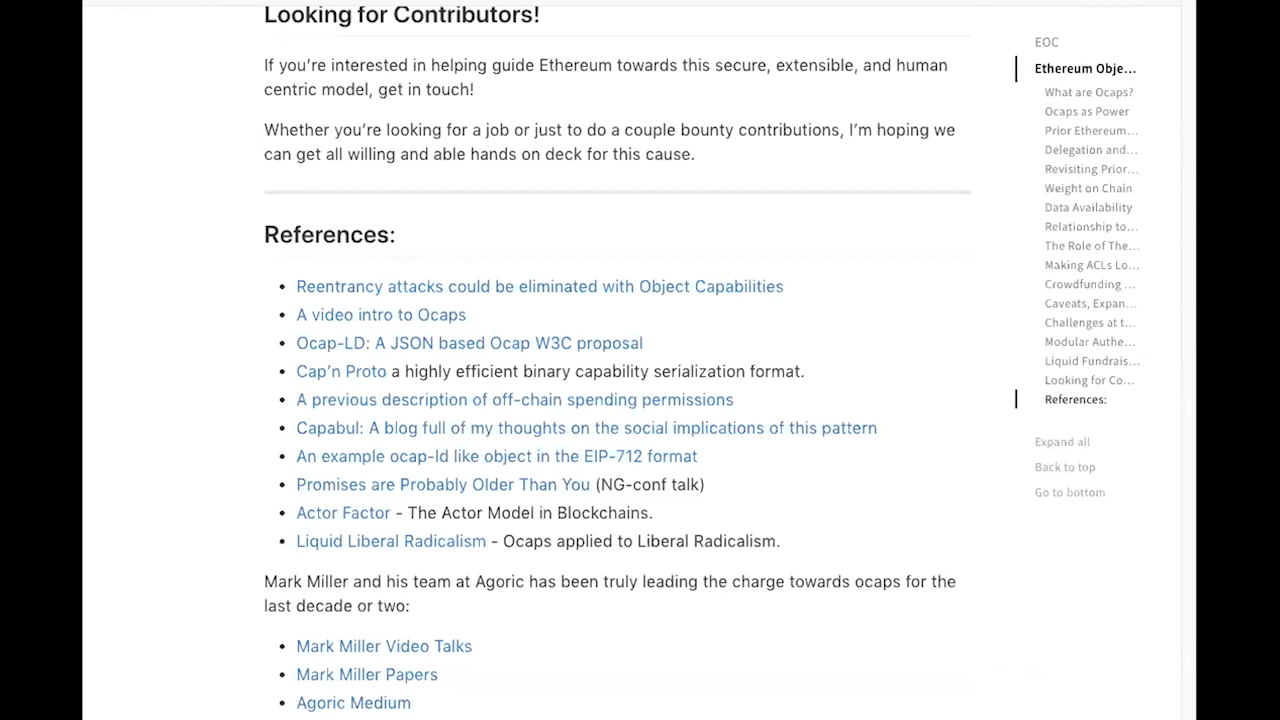 Looking for Contributors!
If you're interested in helping guide Ethereum towards this secure, extensible, and human
centric model, get in touch!
Whether you're looking for a job or just to do a couple bounty contributions, I'm hoping we
can get all willing and able hands on deck for this cause.
References:
• Reentrancy attacks could be eliminated with Object Capabilities
• A video intro to Ocaps
• Ocap-LD: A JSON based Ocap W3C proposal
• Cap'n Proto a highly efficient binary capability serialization format.
• A previous description of off-chain spending permissions
• Capabul: A blog full of my thoughts on the social implications of this pattern
• An example ocap-ld like object in the EIP-712 format
• Promises are Probably Older Than You (NG-conf talk)
• Actor Factor - The Actor Model in Blockchains.
• Liquid Liberal Radicalism - Ocaps applied to Liberal Radicalism.
Mark Miller and his team at Agoric has been truly leading the charge towards ocaps for the
last decade or two:
• Mark Miller Video Talks
• Mark Miller Papers
• Agoric Medium
EOC
Ethereum Obje...
What are Ocaps?
Ocaps as Power
Prior Ethereum...
Delegation and...
Revisiting Prior...
Weight on Chain
Data Availability
Relationship to...
The Role of The...
Making ACLs Lo...
Crowdfunding ...
Caveats, Expan...
Challenges at t...
Modular Authe...
Liquid Fundrais...
Looking for Co...
References:
Expand all
Back to top
Go to bottom